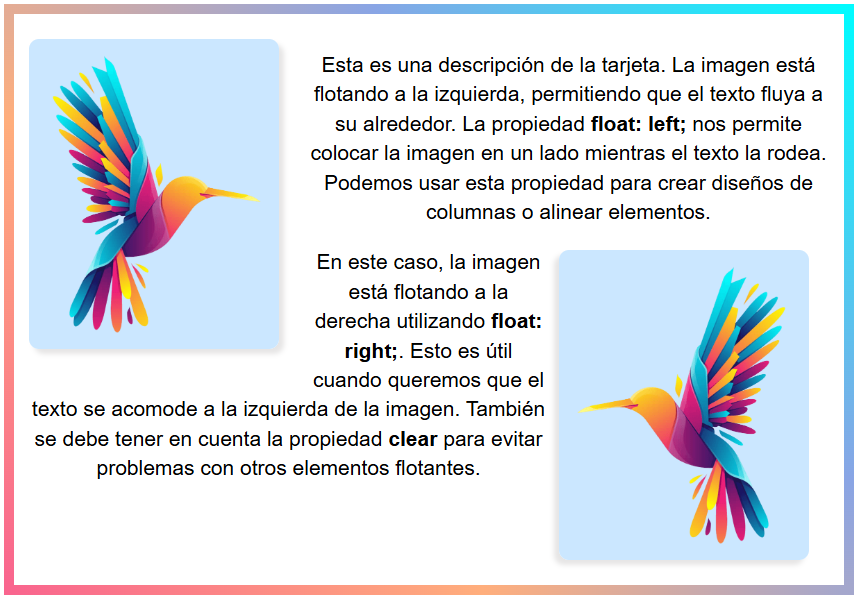 Esta es una descripción de la tarjeta. La imagen está
flotando a la izquierda, permitiendo que el texto fluya a
su alrededor. La propiedad float: left; nos permite
colocar la imagen en un lado mientras el texto la rodea.
Podemos usar esta propiedad para crear diseños de
columnas o alinear elementos.
En este caso, la imagen
está flotando a la
derecha utilizando float:
right;. Esto es útil
cuando queremos que el
texto se acomode a la izquierda de la imagen. También
se debe tener en cuenta la propiedad clear para evitar
problemas con otros elementos flotantes.